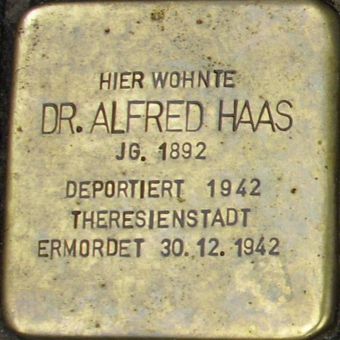 HIER WOHNTE
DR. ALFRED HAAS
JG. 1892
DEPORTIERT 1942
THERESIENSTADT
ERMORDET 30.12.1942